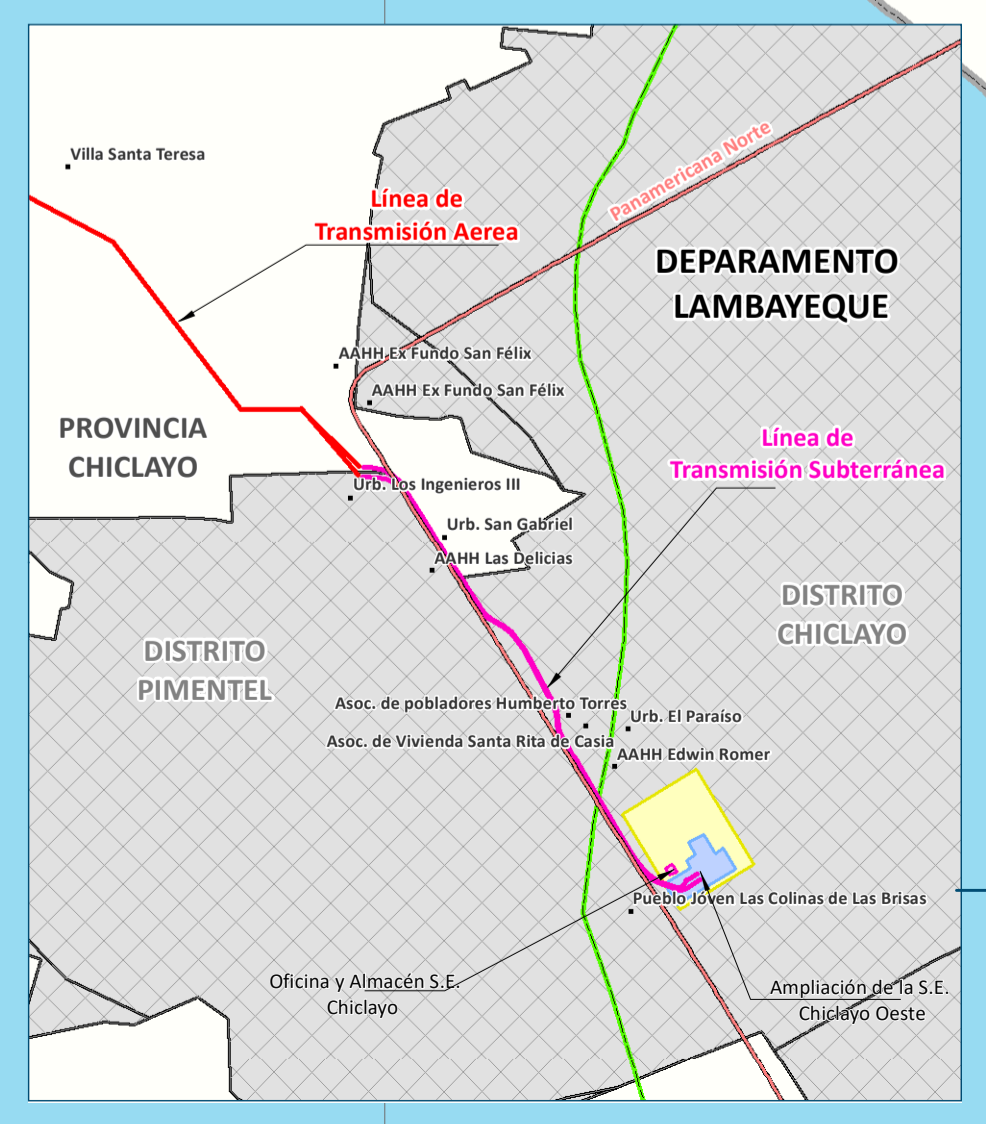 Villa Santa Teresa
Panamericana Norte
Línea de
Transmisión Aerea
DEPARAMENTO
LAMBAYEQUE
AAHH Ex Fundo San Félix
AAHH Ex Fundo San Félix
PROVINCIA
CHICLAYO
Línea de
Transmisión Subterránea
Urb. Los Ingenieros III
Urb. San Gabriel
AAHH Las Delicias
DISTRITO
CHICLAYO
DISTRITO
PIMENTEL
Asoc. de pobladores Humberto Torres
Urb. El Paraíso
Asoc. de Vivienda Santa Rita de Casia
AAHH Edwin Romer
Pueblo Jóven Las Colinas de Las Brisas
Oficina y Almacén S.E.
Chiclayo
Ampliación de la S.E.
Chiclayo Oeste